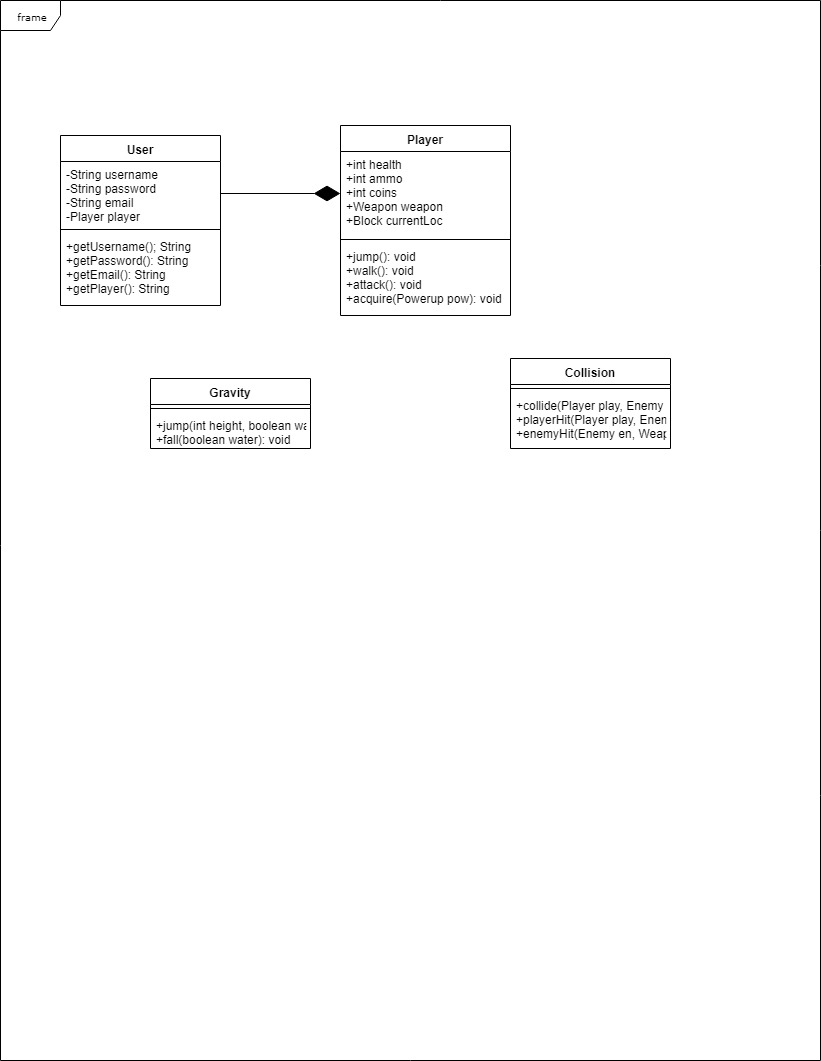 frame
User
-String username
-String password
-String email
-Player player
+getUsername(); String
+getPassword(): String
+getEmail(): String
+getPlayer(): String
Player
+int health
+int ammo
+int coins
+Weapon weapon
+Block currentLoc
+jump(): void
+walk(): void
+attack(): void
+acquire(Powerup pow): void
Gravity
+jump(int height, boolean
+fall(boolean water): void
Collision
+collide(Player play, Enemy
+playerHit(Player play,
+enemyHit(Enemy en,